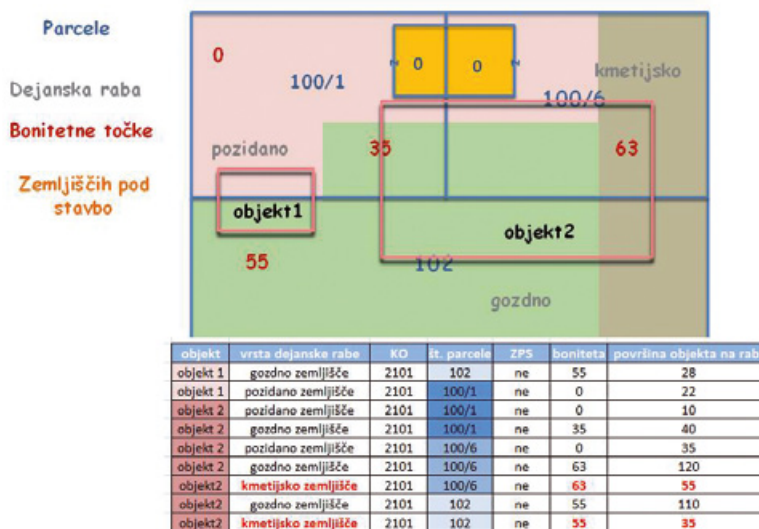 Parcele
Dejanska raba
Bonitetne točke
Zemljiščih pod
stavbo
0
100/1
0
0
kmetijsko
100/6
pozidano
35
63
objekt1
objekt2
55
102
gozdno
objekt vrsta dejanske rabe KO št. parcele ZPS boniteta površina objekta na rab
objekt 1 gozdno zemljišče 2101 102 ne 55 28
objekt 1 pozidano zemljišče 2101 100/1 ne 0 22
objekt 2 pozidano zemljišče 2101 100/1 ne 0 10
objekt 2 gozdno zemljišče 2101 100/1 ne 35 40
objekt 2 pozidano zemljišče 2101 100/6 ne 0 35
objekt 2 gozdno zemljišče 2101 100/6 ne 63 120
objekt2 kmetijsko zemljišče 2101 100/6 ne 63 55
objekt2 gozdno zemljišče 2101 102 ne 55 110
objekt2 kmetijsko zemljišče 2101 102 ne 55 35